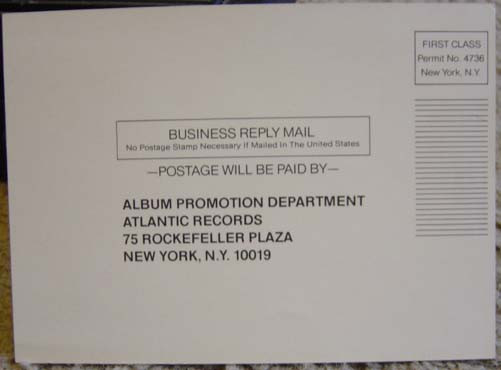 FIRST CLASS
Permit No. 4736
New York, N.Y.
BUSINESS REPLY MAIL
No Postage Stamp Necessary If Mailed In The United States
—POSTAGE WILL BE PAID BY—
ALBUM PROMOTION DEPARTMENT
ATLANTIC RECORDS
75 ROCKEFELLER PLAZA
NEW YORK, N.Y. 10019